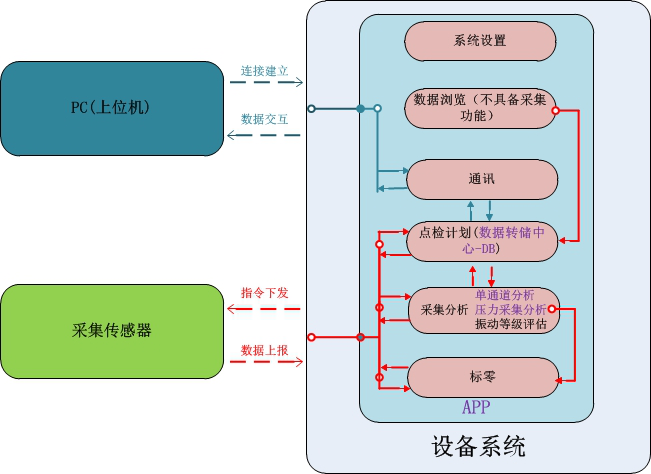 系统设置
连接建立
PC(上位机)
数据浏览（不具备采集
功能）
数据交互
通讯
点检计划(数据转储中
心-DB)
指令下发
采集分析
单通道分析
压力采集分析
振动等级评估
采集传感器
数据上报
标零
APP
设备系统